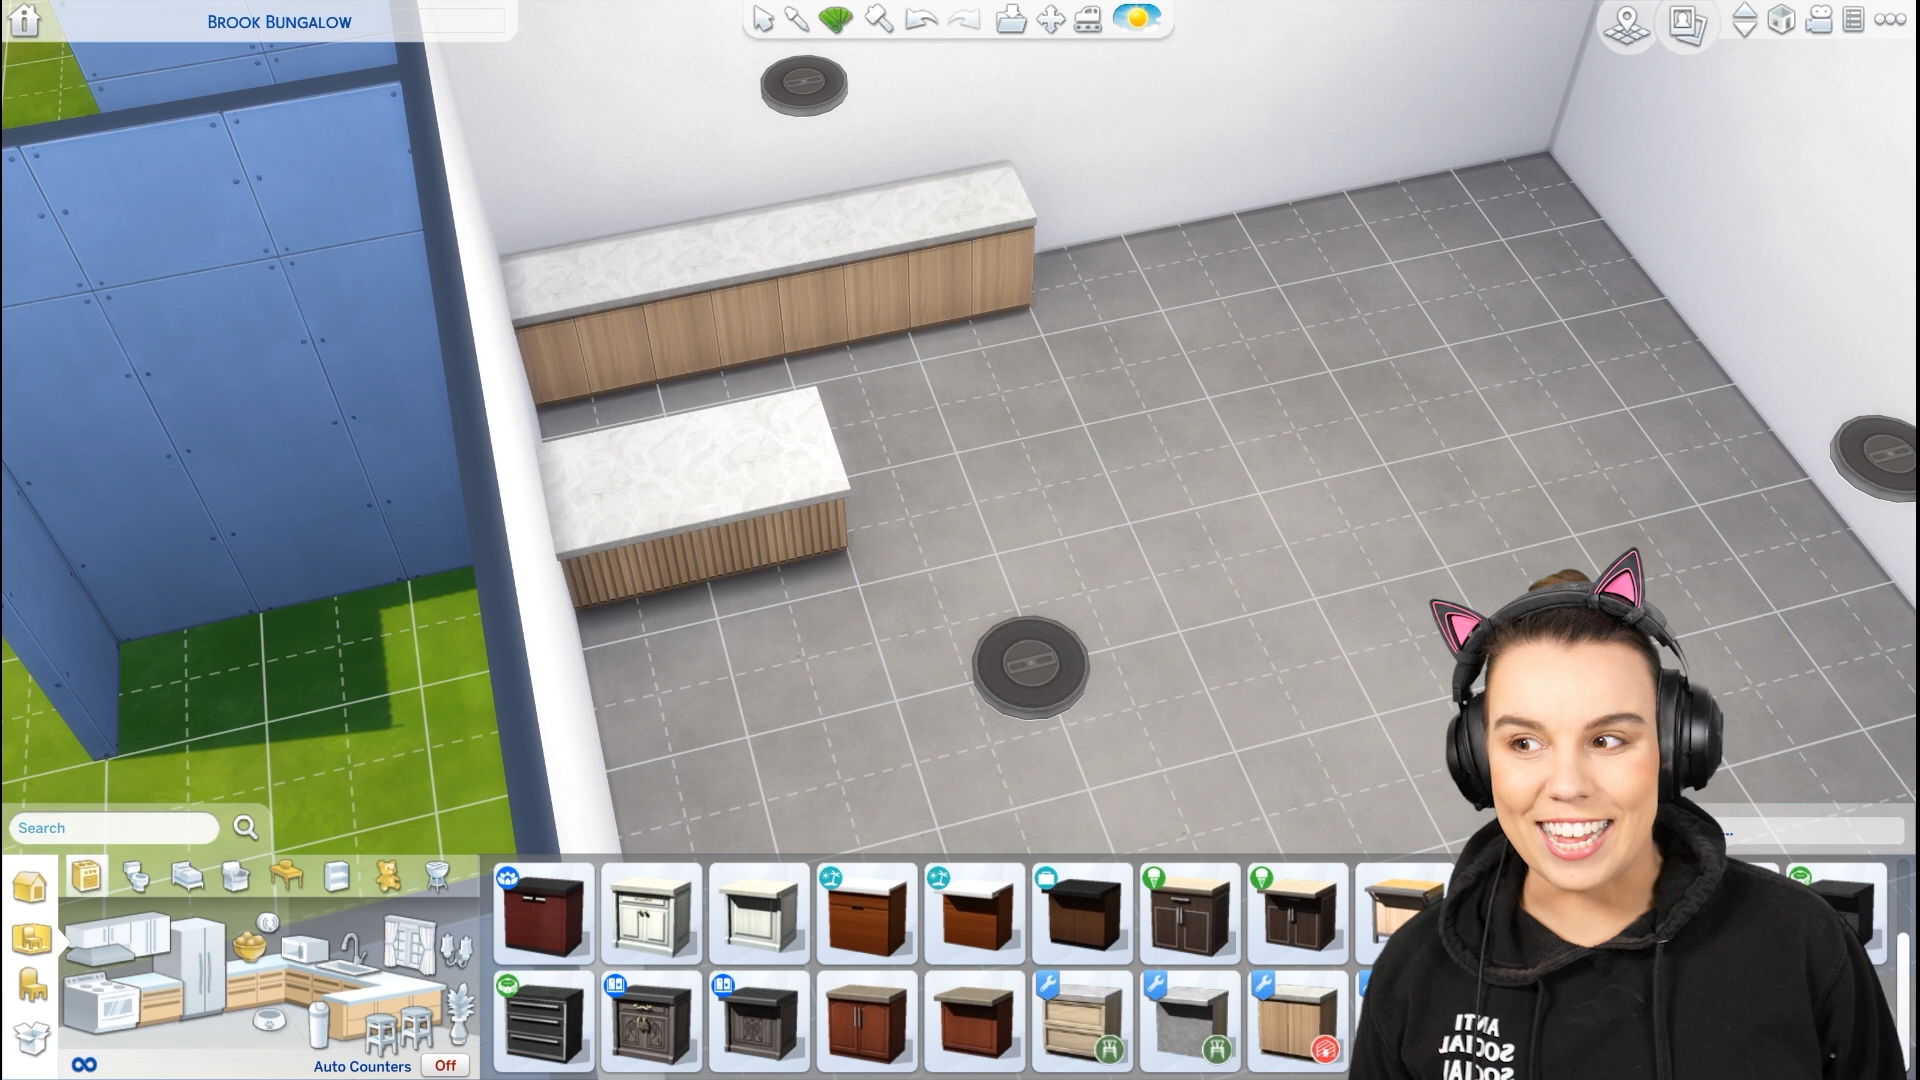 BROOK BUNGALOW
Search
Auto Counters
Off
ANTI
SOCIAL
SOCIAL